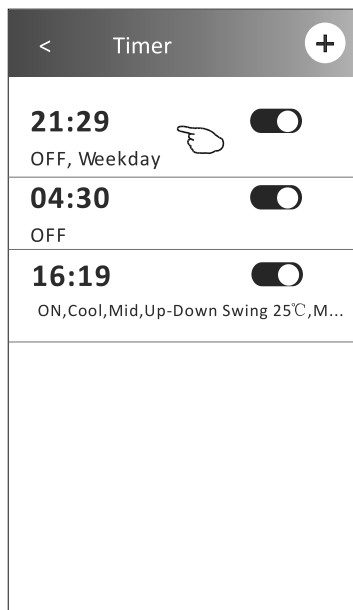 < Timer +
21:29
OFF, Weekday
04:30
OFF
16:19
ON,Cool,Mid,Up-Down Swing 25℃,M...